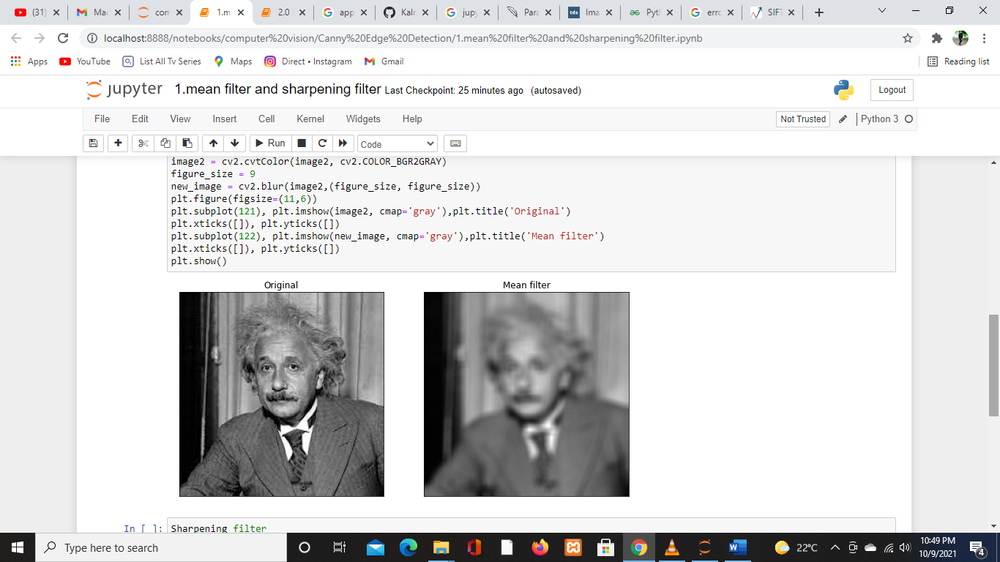 (31)
Mac
con
1.m
2.0
app
Kalr
jupy
Para
tds
Ima
Pyth
erro
SIFT
localhost:8888/notebooks/computer%20vision/Canny%20Edge%20Detection/1.mean%20filter%20and%20sharpening%20filter.ipynb
Apps
YouTube
List All Tv Series
Maps
Direct • Instagram
Gmail
Reading list
jupyter 1.mean filter and sharpening filter Last Checkpoint: 25 minutes ago (autosaved)
Logout
File Edit View Insert Cell Kernel Widgets Help
Not Trusted
Python 3
Run
Code
image2 = cv2.cvtColor(image2, cv2.COLOR_BGR2GRAY)
figure_size = 9
new_image = cv2.blur(image2,(figure_size, figure_size))
plt.figure(figsize=(11,6))
plt.subplot(121), plt.imshow(image2, cmap='gray'),plt.title('Original')
plt.xticks([]), plt.yticks([])
plt.subplot(122), plt.imshow(new_image, cmap='gray'),plt.title('Mean filter')
plt.xticks([]), plt.yticks([])
plt.show()
Original
Mean filter
In [ ]: Sharpening filter
Type here to search
22°C
10:49 PM
10/9/2021
4